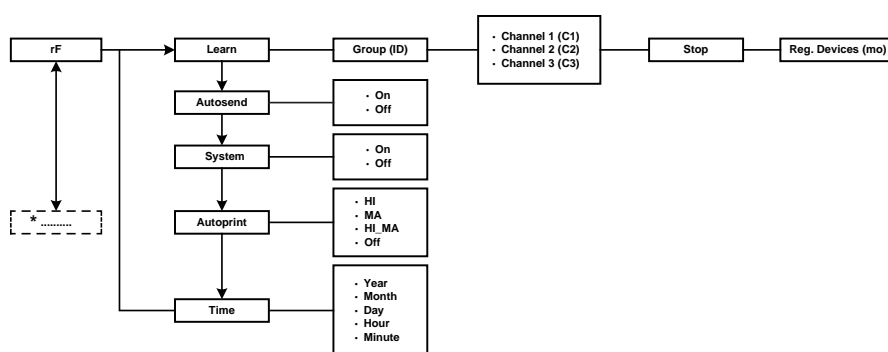 rF
Learn
Group (ID)
• Channel 1 (C1)
• Channel 2 (C2)
• Channel 3 (C3)
Stop
Reg. Devices (mo)
Autosend
• On
• Off
System
• On
• Off
* ..........
Autoprint
• HI
• MA
• HI_MA
• Off
Time
• Year
• Month
• Day
• Hour
• Minute